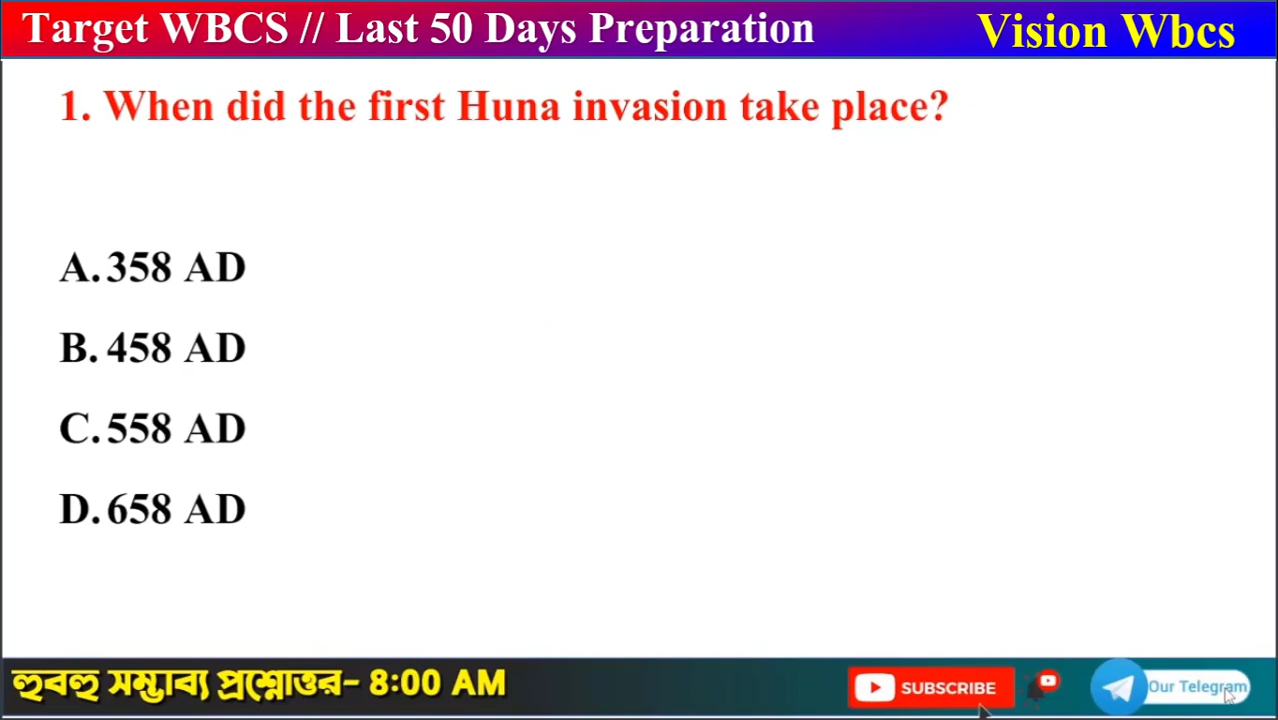 Target WBCS // Last 50 Days Preparation
Vision Wbcs
1. When did the first Huna invasion take place?
A. 358 AD
B. 458 AD
C. 558 AD
D. 658 AD
হুবহু সম্ভাব্য প্রশ্নোত্তর- 8:00 AM
SUBSCRIBE
Our Telegram